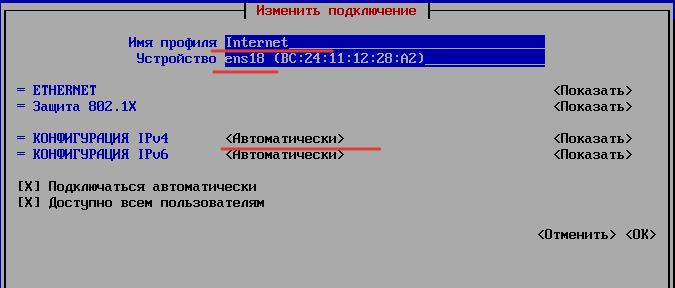 Изменить подключение
Имя профиля Internet
Устройство ens18 (BC:24:11:12:28:A2)
= ETHERNET <Показать>
= Защита 802.1X <Показать>
= КОНФИГУРАЦИЯ IPv4 <Автоматически> <Показать>
= КОНФИГУРАЦИЯ IPv6 <Автоматически> <Показать>
[X] Подключаться автоматически
[X] Доступно всем пользователям
<Отменить> <OK>